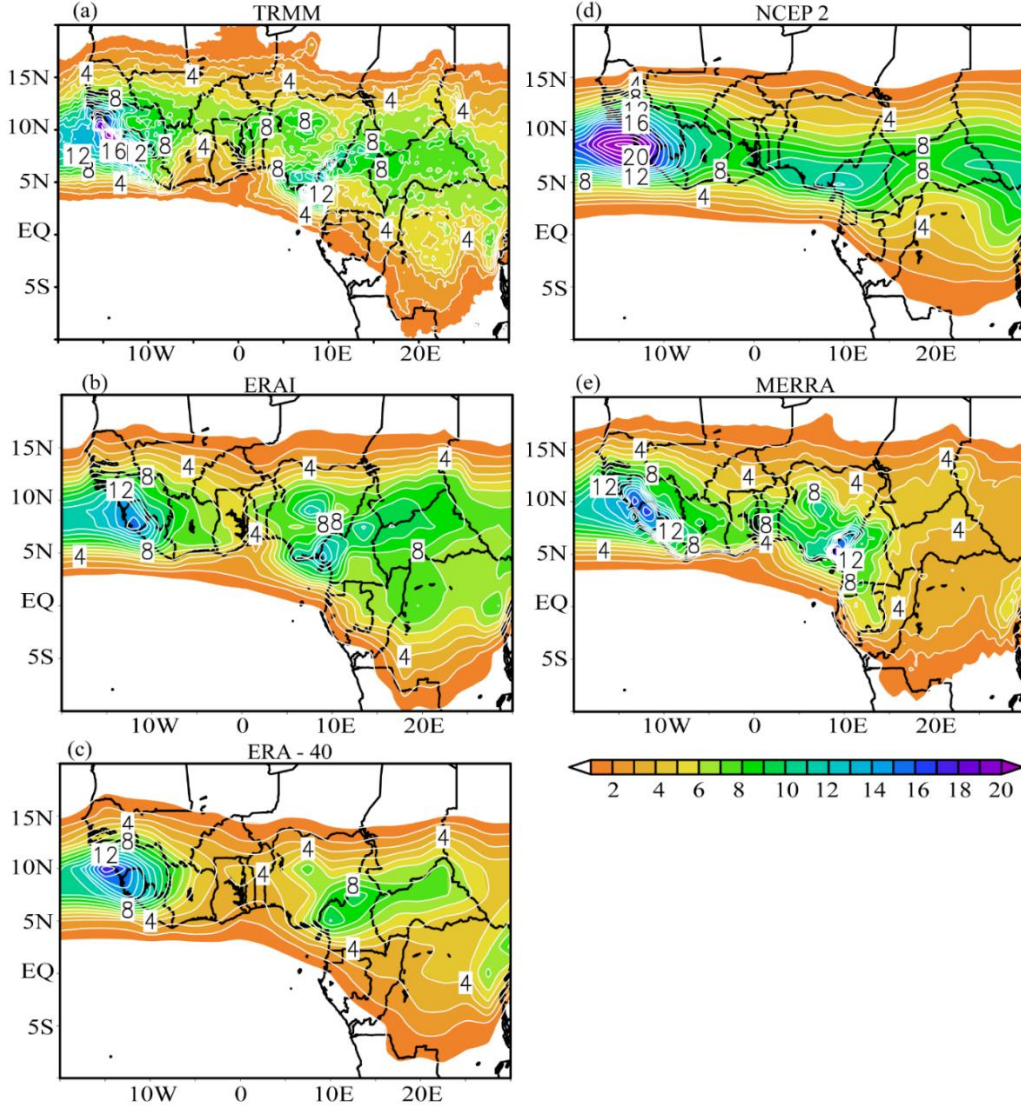 (a) TRMM
15N
10N
5N
EQ
5S
4 4 4 4
8 8 8 8
12 16 12 8 4 8
8 4 12
4 4 4
10W 0 10E 20E
(d) NCEP 2
15N
10N
5N
EQ
5S
4
12 4
16 8
20
8 12 8 8 8
4 4
10W 0 10E 20E
(b) ERAI
15N
10N
5N
EQ
5S
4 4 4
8
12
8 8
4 8 4 8
4
10W 0 10E 20E
(e) MERRA
15N
10N
5N
EQ
5S
4 4 4 4
12 8 8
12 8 4
4 8 4 12
8
4
10W 0 10E 20E
(c) ERA - 40
15N
10N
5N
EQ
5S
4
8 4 4
12 4 8
8 4
4
4
10W 0 10E 20E
2 4 6 8 10 12 14 16 18 20